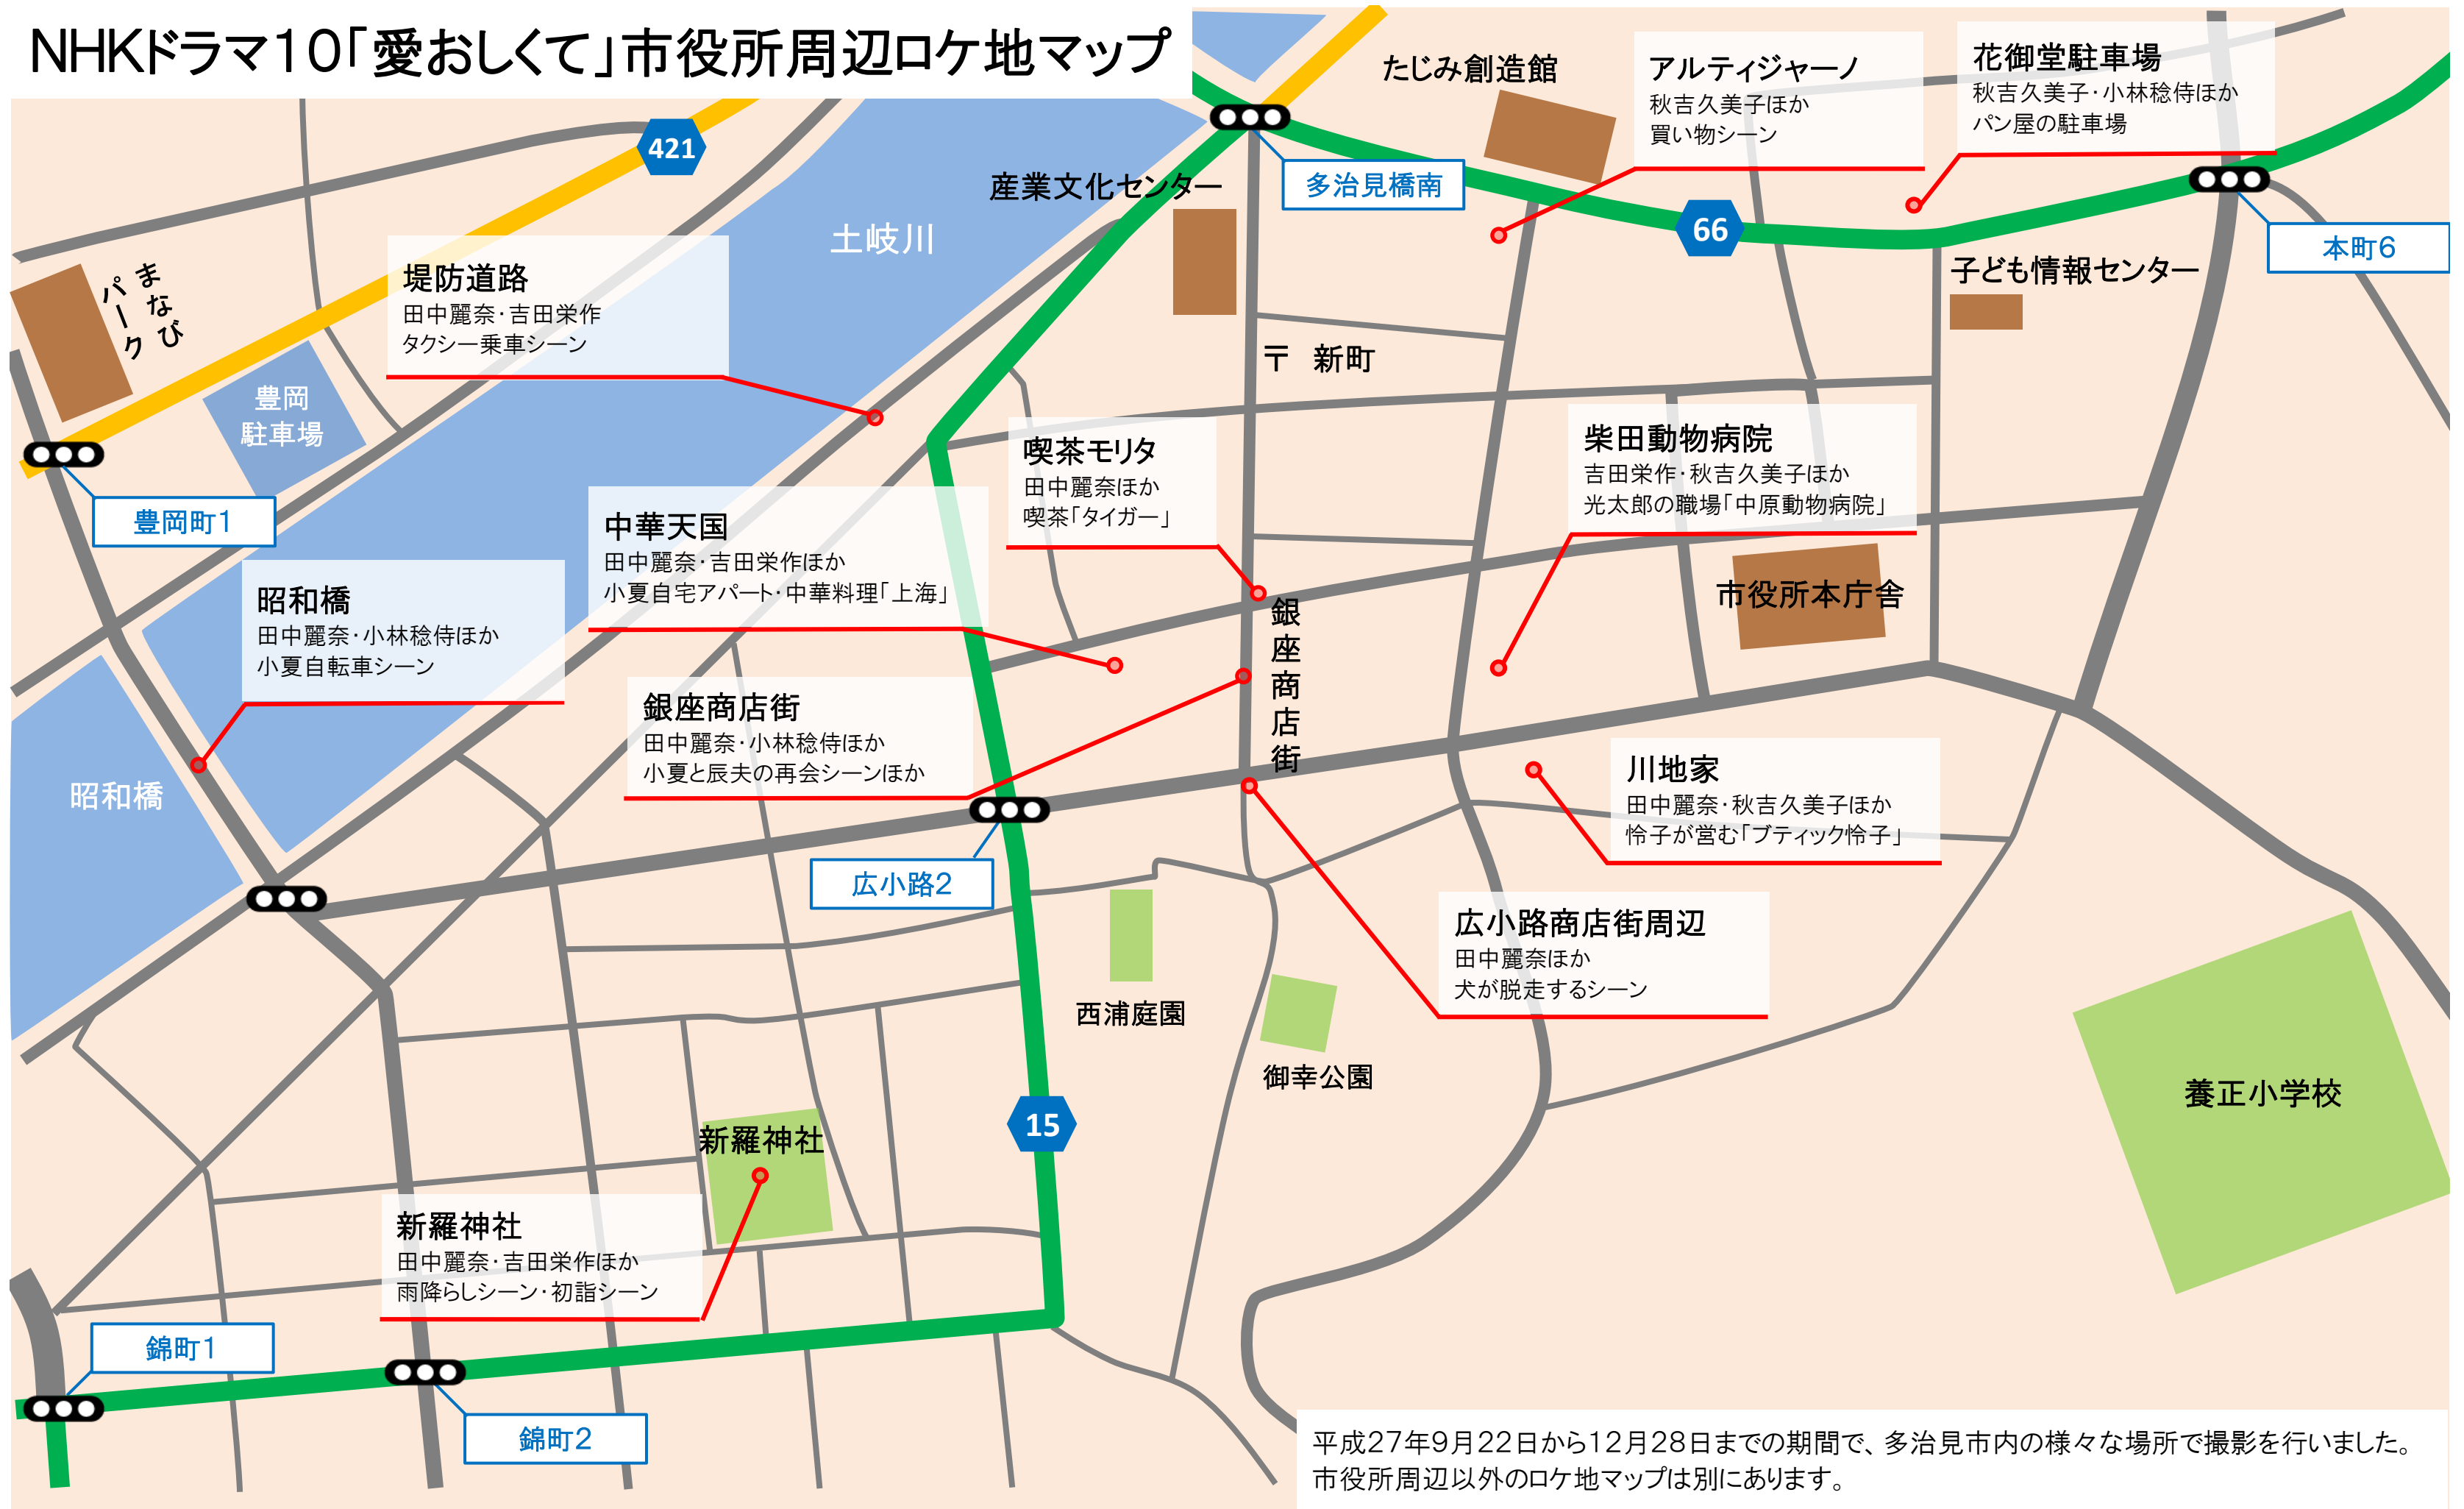 NHKドラマ10「愛おしくて」市役所周辺ロケ地マップ
421
土岐川
産業文化センター
多治見橋南
たじみ創造館
アルティジャーノ
秋吉久美子ほか
買い物シーン
花御堂駐車場
秋吉久美子・小林稔侍ほか
パン屋の駐車場
66
本町6
子ども情報センター
まなび
パーク
堤防道路
田中麗奈・吉田栄作
タクシー乗車シーン
豊岡
駐車場
豊岡町1
〒 新町
喫茶モリタ
田中麗奈ほか
喫茶「タイガー」
柴田動物病院
吉田栄作・秋吉久美子ほか
光太郎の職場「中原動物病院」
市役所本庁舎
中華天国
田中麗奈・吉田栄作ほか
小夏自宅アパート・中華料理「上海」
昭和橋
田中麗奈・小林稔侍ほか
小夏自転車シーン
昭和橋
銀座商店街
田中麗奈・小林稔侍ほか
小夏と辰夫の再会シーンほか
銀座商店街
川地家
田中麗奈・秋吉久美子ほか
怜子が営む「ブティック怜子」
広小路2
広小路商店街周辺
田中麗奈ほか
犬が脱走するシーン
西浦庭園
御幸公園
養正小学校
15
新羅神社
新羅神社
田中麗奈・吉田栄作ほか
雨降らしシーン・初詣シーン
錦町1
錦町2
平成27年9月22日から12月28日までの期間で、多治見市内の様々な場所で撮影を行いました。
市役所周辺以外のロケ地マップは別にあります。